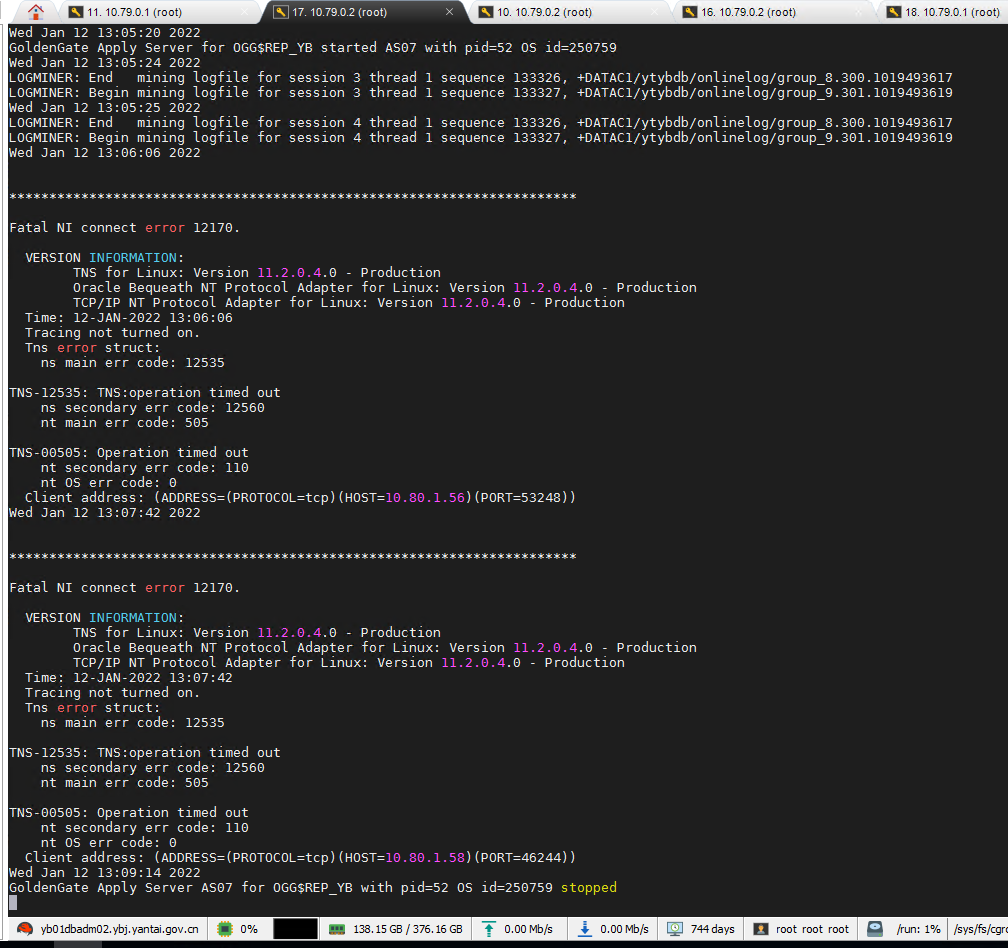 11. 10.79.0.1 (root)
17. 10.79.0.2 (root)
10. 10.79.0.2 (root)
16. 10.79.0.2 (root)
18. 10.79.0.1 (root)
Wed Jan 12 13:05:20 2022
GoldenGate Apply Server for OGG$REP_YB started AS07 with pid=52 OS id=250759
Wed Jan 12 13:05:24 2022
LOGMINER: End   mining logfile for session 3 thread 1 sequence 133326, +DATAC1/ytybdb/onlinelog/group_8.300.1019493617
LOGMINER: Begin mining logfile for session 3 thread 1 sequence 133327, +DATAC1/ytybdb/onlinelog/group_9.301.1019493619
Wed Jan 12 13:05:25 2022
LOGMINER: End   mining logfile for session 4 thread 1 sequence 133326, +DATAC1/ytybdb/onlinelog/group_8.300.1019493617
LOGMINER: Begin mining logfile for session 4 thread 1 sequence 133327, +DATAC1/ytybdb/onlinelog/group_9.301.1019493619
Wed Jan 12 13:06:06 2022
***********************************************************************
Fatal NI connect error 12170.
VERSION INFORMATION:
TNS for Linux: Version 11.2.0.4.0 - Production
Oracle Bequeath NT Protocol Adapter for Linux: Version 11.2.0.4.0 - Production
TCP/IP NT Protocol Adapter for Linux: Version 11.2.0.4.0 - Production
Time: 12-JAN-2022 13:06:06
Tracing not turned on.
Tns error struct:
ns main err code: 12535
TNS-12535: TNS:operation timed out
ns secondary err code: 12560
nt main err code: 505
TNS-00505: Operation timed out
nt secondary err code: 110
nt OS err code: 0
Client address: (ADDRESS=(PROTOCOL=tcp)(HOST=10.80.1.56)(PORT=53248))
Wed Jan 12 13:07:42 2022
***********************************************************************
Fatal NI connect error 12170.
VERSION INFORMATION:
TNS for Linux: Version 11.2.0.4.0 - Production
Oracle Bequeath NT Protocol Adapter for Linux: Version 11.2.0.4.0 - Production
TCP/IP NT Protocol Adapter for Linux: Version 11.2.0.4.0 - Production
Time: 12-JAN-2022 13:07:42
Tracing not turned on.
Tns error struct:
ns main err code: 12535
TNS-12535: TNS:operation timed out
ns secondary err code: 12560
nt main err code: 505
TNS-00505: Operation timed out
nt secondary err code: 110
nt OS err code: 0
Client address: (ADDRESS=(PROTOCOL=tcp)(HOST=10.80.1.58)(PORT=46244))
Wed Jan 12 13:09:14 2022
GoldenGate Apply Server AS07 for OGG$REP_YB with pid=52 OS id=250759 stopped
yb01dbadm02.ybj.yantai.gov.cn 0% 138.15 GB / 376.16 GB 0.00 Mb/s 0.00 Mb/s 744 days root root root /run: 1% /sys/fs/cgr